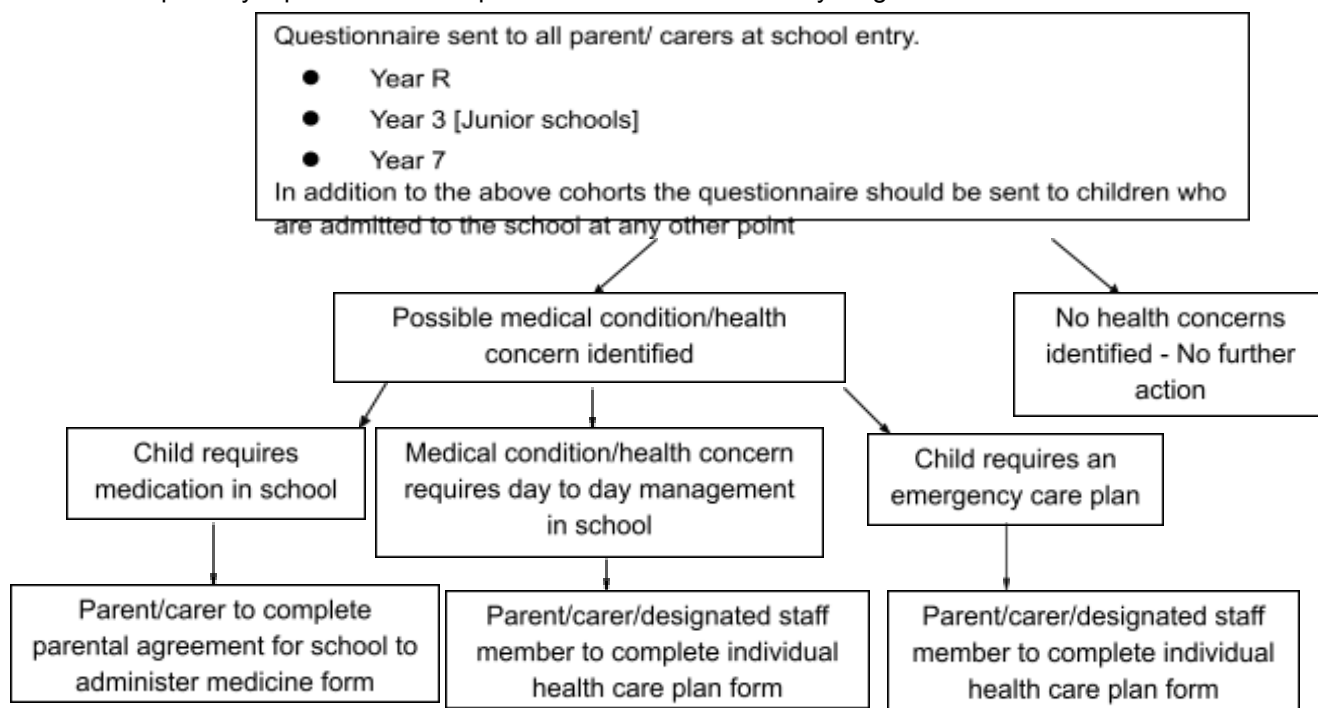 Questionnaire sent to all parent/ carers at school entry.
● Year R
● Year 3 [Junior schools]
● Year 7
In addition to the above cohorts the questionnaire should be sent to children who
are admitted to the school at any other point
Possible medical condition/health
concern identified
No health concerns
identified - No further
action
Child requires
medication in school
Medical condition/health concern
requires day to day management
in school
Child requires an
emergency care plan
Parent/carer to complete
parental agreement for school to
administer medicine form
Parent/carer/designated staff
member to complete individual
health care plan form
Parent/carer/designated staff
member to complete individual
health care plan form